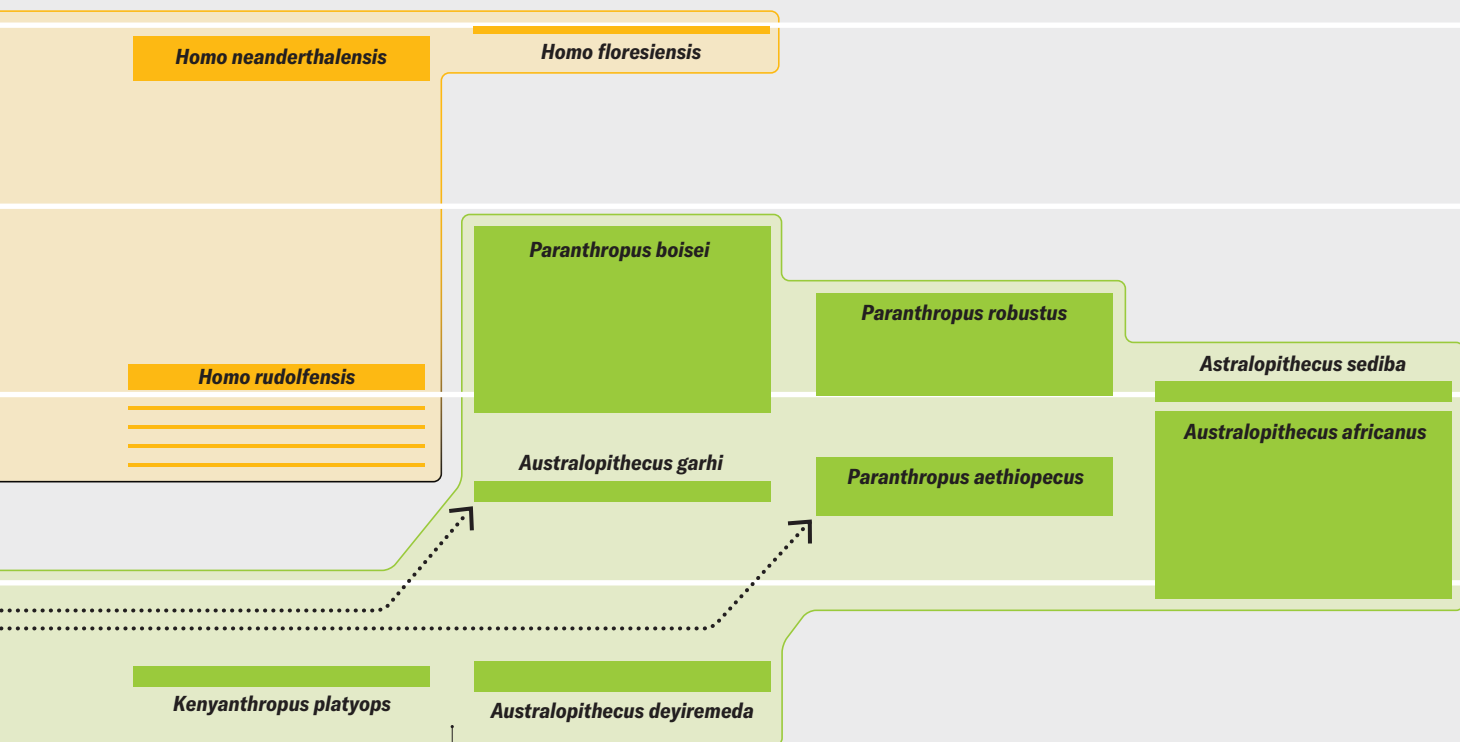 Homo neanderthalensis
Homo floresiensis
Paranthropus boisei
Paranthropus robustus
Astralopithecus sediba
Homo rudolfensis
Australopithecus africanus
Australopithecus garhi
Paranthropus aethiopecus
Kenyanthropus platyops
Australopithecus deyiremeda